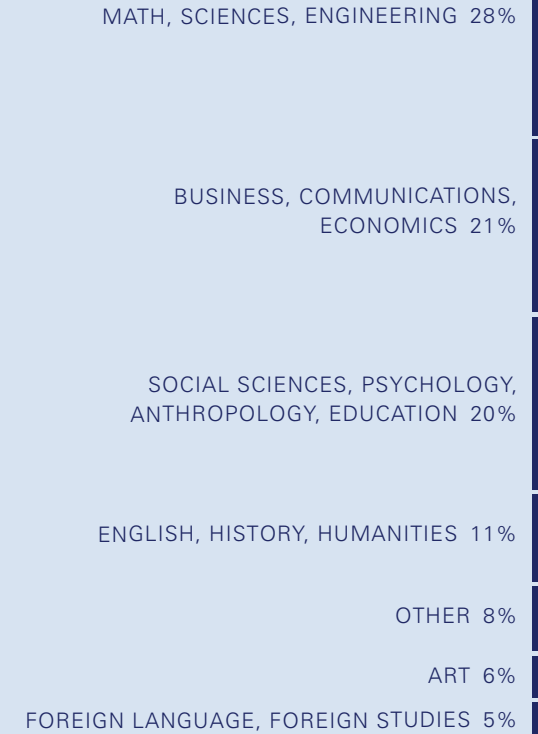 MATH, SCIENCES, ENGINEERING 28%
BUSINESS, COMMUNICATIONS,
ECONOMICS 21%
SOCIAL SCIENCES, PSYCHOLOGY,
ANTHROPOLOGY, EDUCATION 20%
ENGLISH, HISTORY, HUMANITIES 11%
OTHER 8%
ART 6%
FOREIGN LANGUAGE, FOREIGN STUDIES 5%